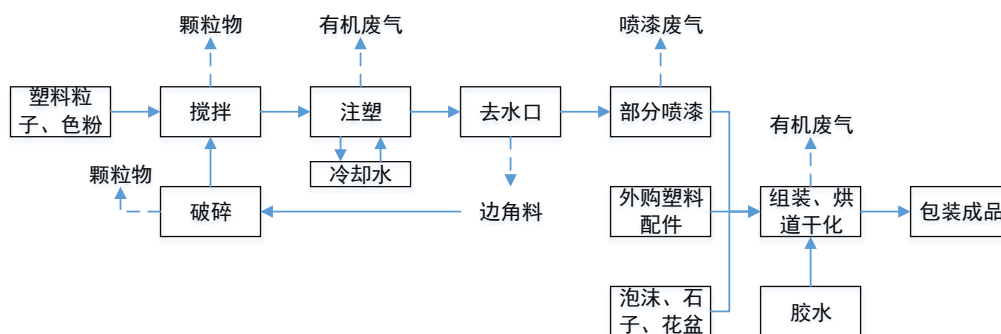 颗粒物
有机废气
喷漆废气
塑料粒
子、色粉
搅拌
注塑
去水口
部分喷漆
有机废气
冷却水
颗粒物
破碎
边角料
外购塑料
配件
组装、烘
道干化
包装成品
泡沫、石
子、花盆
胶水